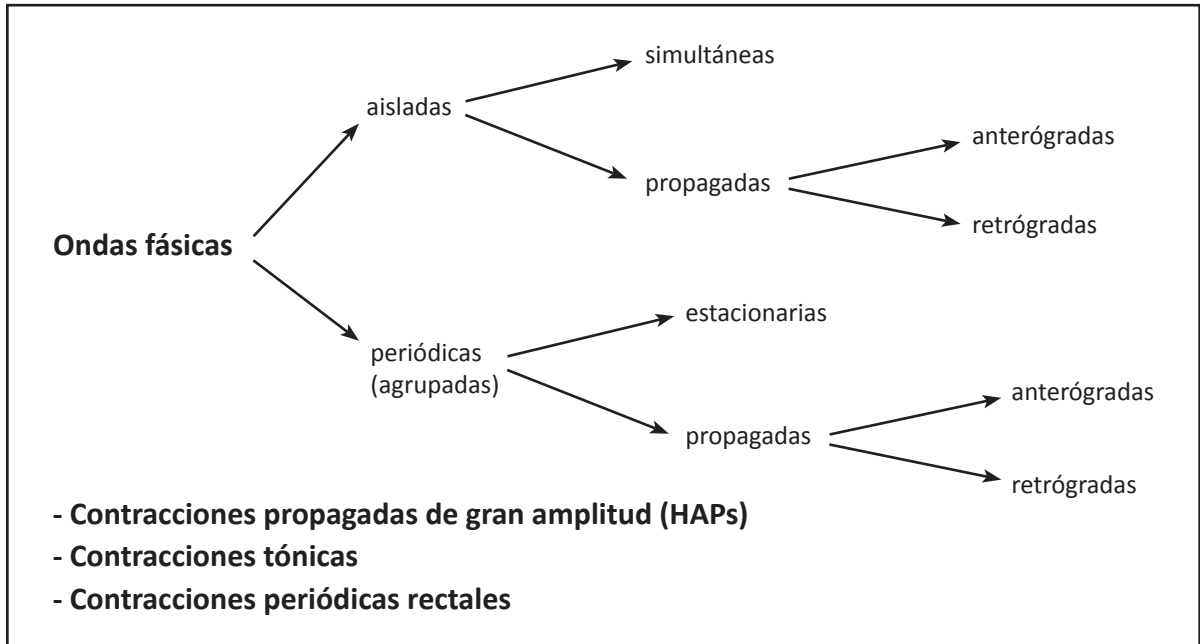 simultáneas
aisladas
anterógradas
propagadas
retrógradas
Ondas fásicas
estacionarias
periódicas
(agrupadas)
anterógradas
propagadas
retrógradas
- Contracciones propagadas de gran amplitud (HAPs)
- Contracciones tónicas
- Contracciones periódicas rectales